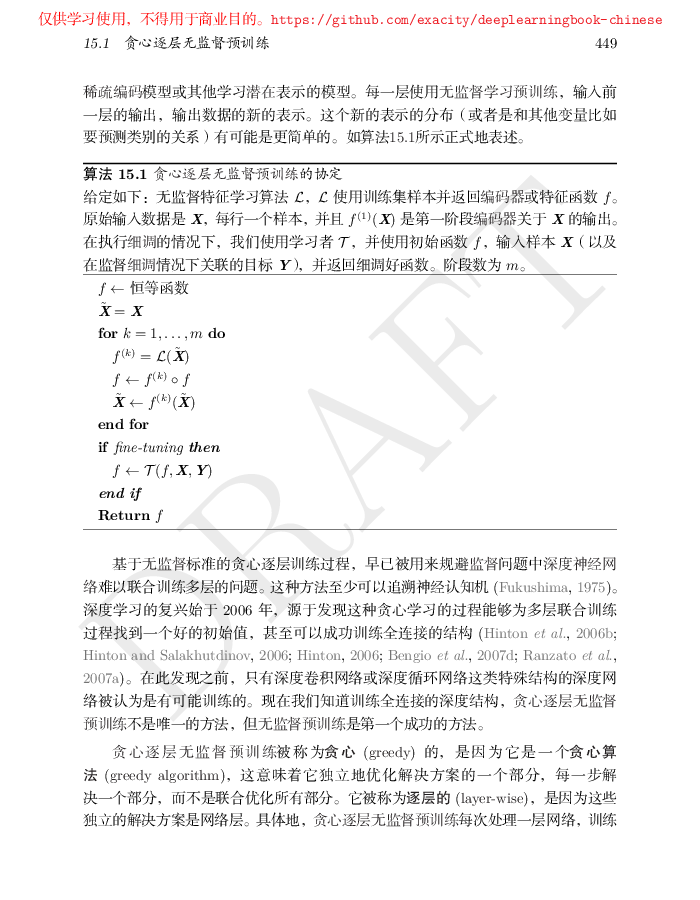 仅供学习使用，不得用于商业目的。https://github.com/exacity/deeplearningbook-chinese
15.1 贪心逐层无监督预训练 449
稀疏编码模型或其他学习潜在表示的模型。每一层使用无监督学习预训练，输入前
一层的输出，输出数据的新的表示。这个新的表示的分布（或者是和其他变量比如
要预测类别的关系）有可能是更简单的。如算法15.1所示正式地表述。
算法 15.1 贪心逐层无监督预训练的协定
给定如下：无监督特征学习算法 L，L 使用训练集样本并返回编码器或特征函数 f。
原始输入数据是 X，每行一个样本，并且 f⁽¹⁾(X) 是第一阶段编码器关于 X 的输出。
在执行细调的情况下，我们使用学习者 T，并使用初始函数 f，输入样本 X（以及
在监督细调情况下关联的目标 Y），并返回细调好函数。阶段数为 m。
f ← 恒等函数
X̃ = X
for k = 1, . . . , m do
f⁽ᵏ⁾ = L(X̃)
f ← f⁽ᵏ⁾ ∘ f
X̃ ← f⁽ᵏ⁾(X̃)
end for
if fine-tuning then
f ← T(f, X, Y)
end if
Return f
基于无监督标准的贪心逐层训练过程，早已被用来规避监督问题中深度神经网
络难以联合训练多层的问题。这种方法至少可以追溯神经认知机 (Fukushima, 1975)。
深度学习的复兴始于 2006 年，源于发现这种贪心学习的过程能够为多层联合训练
过程找到一个好的初始值，甚至可以成功训练全连接的结构 (Hinton et al., 2006b;
Hinton and Salakhutdinov, 2006; Hinton, 2006; Bengio et al., 2007d; Ranzato et al.,
2007a)。在此发现之前，只有深度卷积网络或深度循环网络这类特殊结构的深度网
络被认为是有可能训练的。现在我们知道训练全连接的深度结构，贪心逐层无监督
预训练不是唯一的方法，但无监督预训练是第一个成功的方法。
贪心逐层无监督预训练被称为贪心 (greedy) 的，是因为它是一个贪心算
法 (greedy algorithm)，这意味着它独立地优化解决方案的一个部分，每一步解
决一个部分，而不是联合优化所有部分。它被称为逐层的 (layer-wise)，是因为这些
独立的解决方案是网络层。具体地，贪心逐层无监督预训练每次处理一层网络，训练
DRAFT